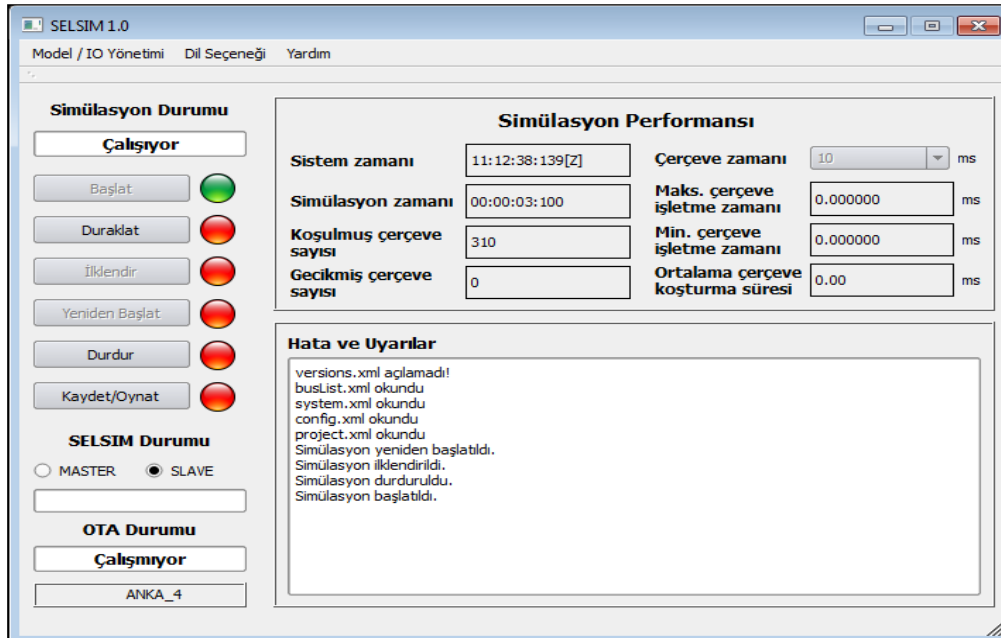 SELSIM 1.0
Model / IO Yönetimi Dil Seçeneği Yardım
Simülasyon Durumu
Çalışıyor
Başlat
Duraklat
İlklendir
Yeniden Başlat
Durdur
Kaydet/Oynat
SELSIM Durumu
MASTER SLAVE
OTA Durumu
Çalışmıyor
ANKA_4
Simülasyon Performansı
Sistem zamanı 11:12:38:139[Z]
Simülasyon zamanı 00:00:03:100
Koşulmuş çerçeve
sayısı 310
Gecikmiş çerçeve
sayısı 0
Çerçeve zamanı 10 ms
Maks. çerçeve
işletme zamanı 0.000000 ms
Min. çerçeve
işletme zamanı 0.000000 ms
Ortalama çerçeve
koşturma süresi 0.00 ms
Hata ve Uyarılar
versions.xml açılamadı!
busList.xml okundu
system.xml okundu
config.xml okundu
project.xml okundu
Simülasyon yeniden başlatıldı.
Simülasyon ilklendirildi.
Simülasyon durduruldu.
Simülasyon başlatıldı.